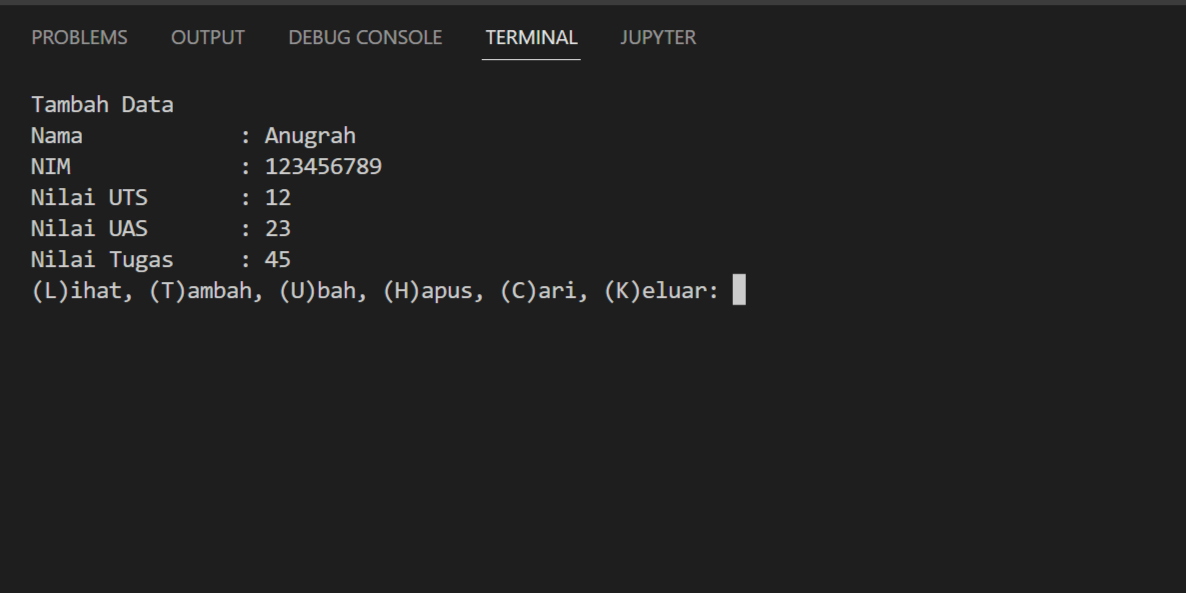 PROBLEMS OUTPUT DEBUG CONSOLE TERMINAL JUPYTER
Tambah Data
Nama : Anugrah
NIM : 123456789
Nilai UTS : 12
Nilai UAS : 23
Nilai Tugas : 45
(L)ihat, (T)ambah, (U)bah, (H)apus, (C)ari, (K)eluar: